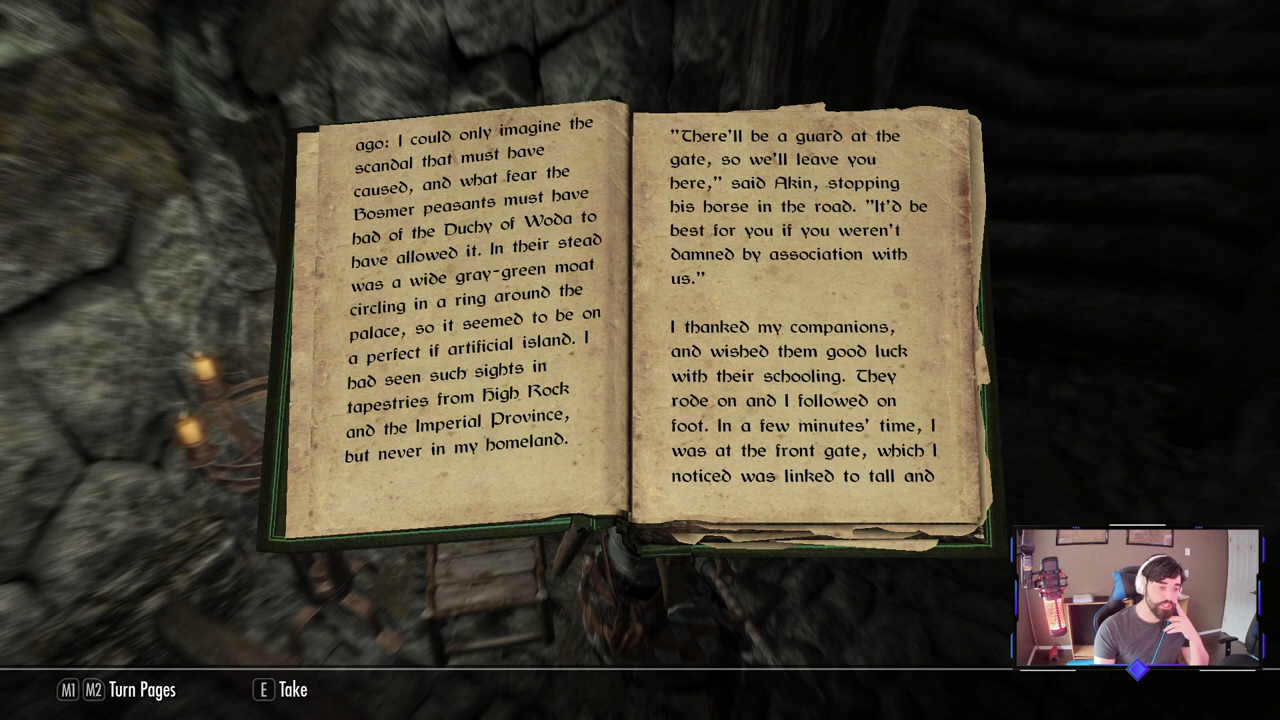 ago: I could only imagine the
scandal that must have
caused, and what fear the
Bosmer peasants must have
had of the Duchy of Woda to
have allowed it. In their stead
was a wide gray-green moat
circling in a ring around the
palace, so it seemed to be on
a perfect if artificial island. I
had seen such sights in
tapestries from High Rock
and the Imperial Province,
but never in my homeland.
"There'll be a guard at the
gate, so we'll leave you
here," said Akin, stopping
his horse in the road. "It'd be
best for you if you weren't
damned by association with
us."
I thanked my companions,
and wished them good luck
with their schooling. They
rode on and I followed on
foot. In a few minutes' time, I
was at the front gate, which I
noticed was linked to tall and
M1 M2 Turn Pages
E Take